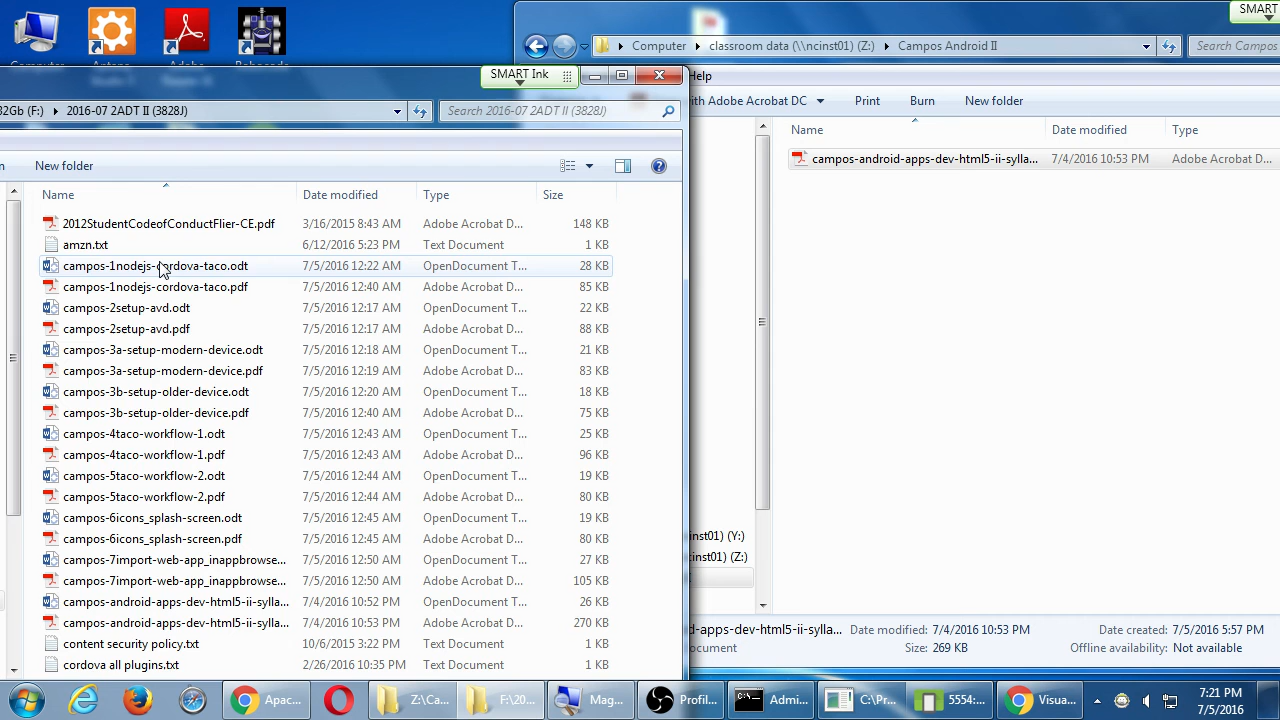 SMART
Computer
classroom data (\\ncinst01) (Z:)
Campos Android II
Search Campos
SMART Ink
Help
32Gb (F:)
2016-07 2ADT II (3828J)
Search 2016-07 2ADT II (3828J)
with Adobe Acrobat DC
Print
Burn
New folder
Name
Date modified
Type
campos-android-apps-dev-html5-ii-sylla...
7/4/2016 10:53 PM
Adobe Acrobat D...
New folder
Name
Date modified
Type
Size
2012StudentCodeofConductFlier-CE.pdf 3/16/2015 8:43 AM Adobe Acrobat D... 148 KB
amzn.txt 6/12/2016 5:23 PM Text Document 1 KB
campos-1nodejs-cordova-taco.odt 7/5/2016 12:22 AM OpenDocument T... 28 KB
campos-1nodejs-cordova-taco.pdf 7/5/2016 12:40 AM Adobe Acrobat D... 85 KB
campos-2setup-avd.odt 7/5/2016 12:17 AM OpenDocument T... 22 KB
campos-2setup-avd.pdf 7/5/2016 12:17 AM Adobe Acrobat D... 88 KB
campos-3a-setup-modern-device.odt 7/5/2016 12:18 AM OpenDocument T... 21 KB
campos-3a-setup-modern-device.pdf 7/5/2016 12:19 AM Adobe Acrobat D... 83 KB
campos-3b-setup-older-device.odt 7/5/2016 12:20 AM OpenDocument T... 18 KB
campos-3b-setup-older-device.pdf 7/5/2016 12:40 AM Adobe Acrobat D... 75 KB
campos-4taco-workflow-1.odt 7/5/2016 12:43 AM OpenDocument T... 25 KB
campos-4taco-workflow-1.pdf 7/5/2016 12:43 AM Adobe Acrobat D... 96 KB
campos-5taco-workflow-2.odt 7/5/2016 12:44 AM OpenDocument T... 19 KB
campos-5taco-workflow-2.pdf 7/5/2016 12:44 AM Adobe Acrobat D... 80 KB
campos-6icons_splash-screen.odt 7/5/2016 12:45 AM OpenDocument T... 19 KB
campos-6icons_splash-screen.pdf 7/5/2016 12:45 AM Adobe Acrobat D... 80 KB
campos-7import-web-app_inappbrowse... 7/5/2016 12:50 AM OpenDocument T... 27 KB
campos-7import-web-app_inappbrowse... 7/5/2016 12:50 AM Adobe Acrobat D... 105 KB
campos-android-apps-dev-html5-ii-sylla... 7/4/2016 10:52 PM OpenDocument T... 26 KB
campos-android-apps-dev-html5-ii-sylla... 7/4/2016 10:53 PM Adobe Acrobat D... 270 KB
content security policy.txt 10/6/2015 3:22 PM Text Document 1 KB
cordova all plugins.txt 2/26/2016 10:35 PM Text Document 1 KB
cinst01) (Y:)
cinst01) (Z:)
d-apps-dev-html5-ii-sylla... Date modified: 7/4/2016 10:53 PM Date created: 7/5/2016 5:57 PM
ocument Size: 269 KB Offline availability: Not available
Apac...
Z:\Ca...
F:\20...
Mag...
Profil...
Admi...
C:\Pr...
5554:...
Visua...
7:21 PM
7/5/2016